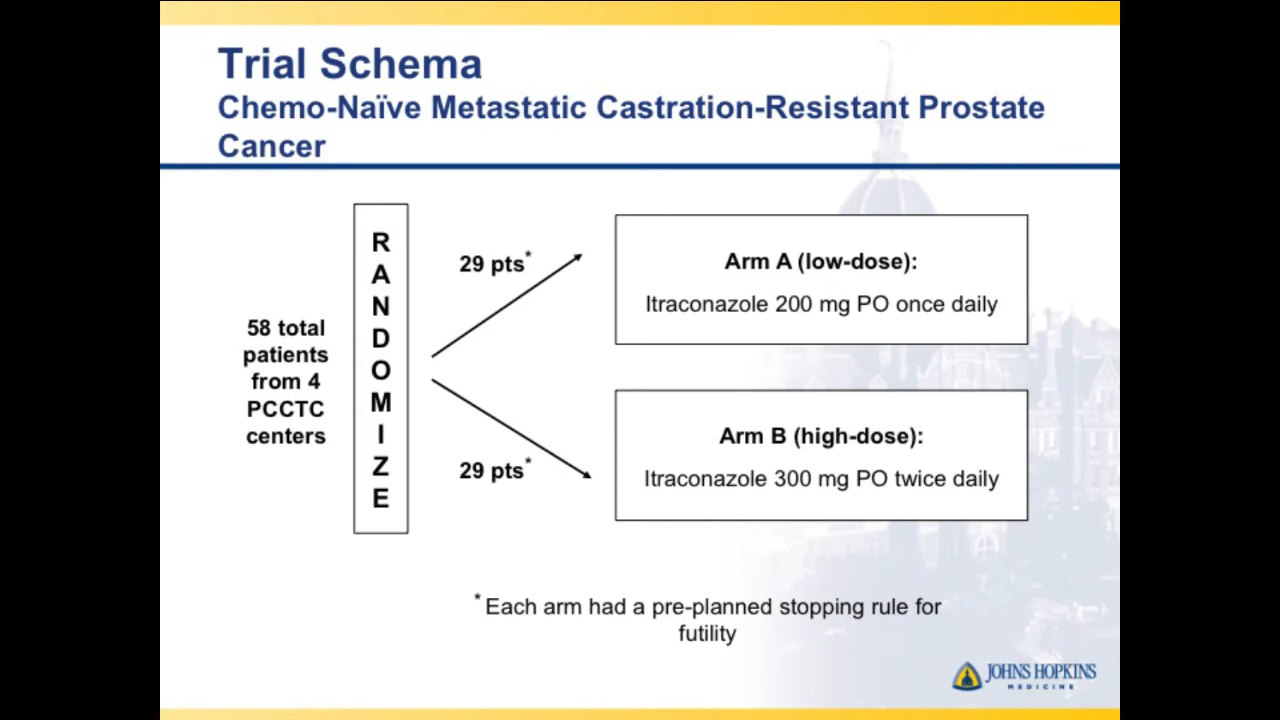 Trial Schema
Chemo-Naïve Metastatic Castration-Resistant Prostate
Cancer
58 total
patients
from 4
PCCTC
centers
R
A
N
D
O
M
I
Z
E
29 pts*
29 pts*
Arm A (low-dose):
Itraconazole 200 mg PO once daily
Arm B (high-dose):
Itraconazole 300 mg PO twice daily
* Each arm had a pre-planned stopping rule for
futility
JOHNS HOPKINS
MEDICINE